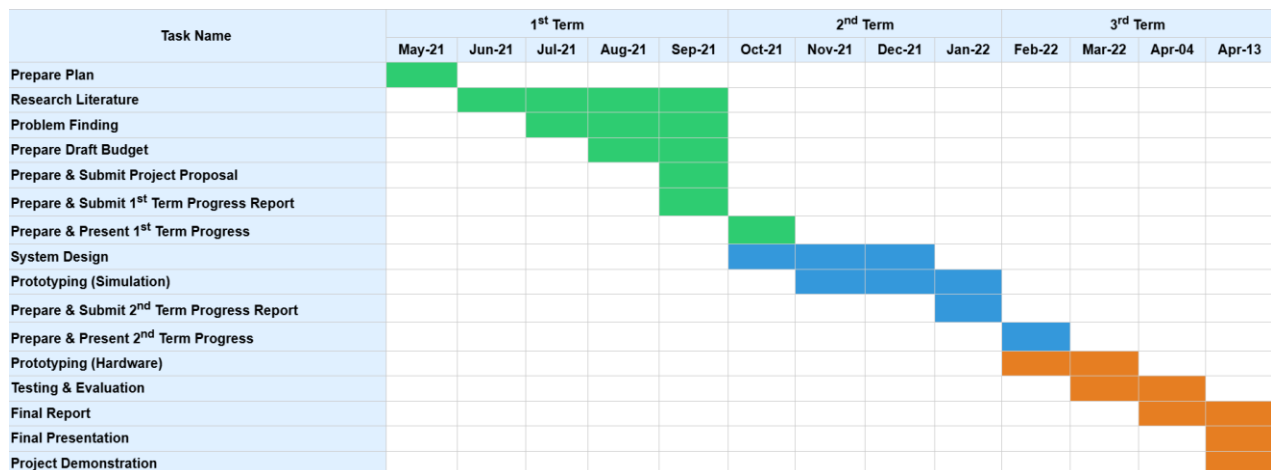 Task Name
1st Term 2nd Term 3rd Term
May-21 Jun-21 Jul-21 Aug-21 Sep-21 Oct-21 Nov-21 Dec-21 Jan-22 Feb-22 Mar-22 Apr-04 Apr-13
Prepare Plan
Research Literature
Problem Finding
Prepare Draft Budget
Prepare & Submit Project Proposal
Prepare & Submit 1st Term Progress Report
Prepare & Present 1st Term Progress
System Design
Prototyping (Simulation)
Prepare & Submit 2nd Term Progress Report
Prepare & Present 2nd Term Progress
Prototyping (Hardware)
Testing & Evaluation
Final Report
Final Presentation
Project Demonstration